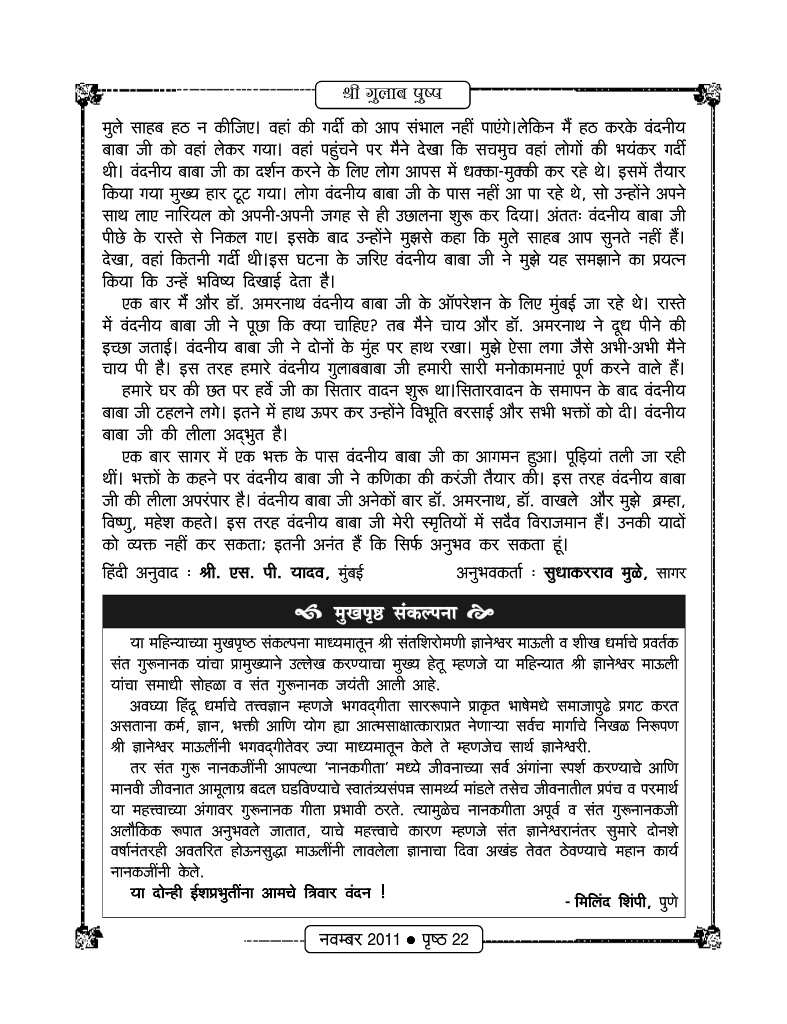 श्री गुलाब पुष्प
मुले साहब हठ न कीजिए। वहां की गर्दी को आप संभाल नहीं पाएंगे।लेकिन मैं हठ करके वंदनीय
बाबा जी को वहां लेकर गया। वहां पहुंचने पर मैने देखा कि सचमुच वहां लोगों की भयंकर गर्दी
थी। वंदनीय बाबा जी का दर्शन करने के लिए लोग आपस में धक्का-मुक्की कर रहे थे। इसमें तैयार
किया गया मुख्य हार टूट गया। लोग वंदनीय बाबा जी के पास नहीं आ पा रहे थे, सो उन्होंने अपने
साथ लाए नारियल को अपनी-अपनी जगह से ही उछालना शुरू कर दिया। अंततः वंदनीय बाबा जी
पीछे के रास्ते से निकल गए। इसके बाद उन्होंने मुझसे कहा कि मुले साहब आप सुनते नहीं हैं।
देखा, वहां कितनी गर्दी थी।इस घटना के जरिए वंदनीय बाबा जी ने मुझे यह समझाने का प्रयत्न
किया कि उन्हें भविष्य दिखाई देता है।
एक बार मैं और डॉ. अमरनाथ वंदनीय बाबा जी के ऑपरेशन के लिए मुंबई जा रहे थे। रास्ते
में वंदनीय बाबा जी ने पूछा कि क्या चाहिए? तब मैने चाय और डॉ. अमरनाथ ने दूध पीने की
इच्छा जताई। वंदनीय बाबा जी ने दोनों के मुंह पर हाथ रखा। मुझे ऐसा लगा जैसे अभी-अभी मैने
चाय पी है। इस तरह हमारे वंदनीय गुलाबबाबा जी हमारी सारी मनोकामनाएं पूर्ण करने वाले हैं।
हमारे घर की छत पर हर्वे जी का सितार वादन शुरू था।सितारवादन के समापन के बाद वंदनीय
बाबा जी टहलने लगे। इतने में हाथ ऊपर कर उन्होंने विभूति बरसाई और सभी भक्तों को दी। वंदनीय
बाबा जी की लीला अद्‌भुत है।
एक बार सागर में एक भक्त के पास वंदनीय बाबा जी का आगमन हुआ। पूड़ियां तली जा रही
थीं। भक्तों के कहने पर वंदनीय बाबा जी ने कणिका की करंजी तैयार की। इस तरह वंदनीय बाबा
जी की लीला अपरंपार है। वंदनीय बाबा जी अनेकों बार डॉ. अमरनाथ, डॉ. वाखले और मुझे ब्रम्हा,
विष्णु, महेश कहते। इस तरह वंदनीय बाबा जी मेरी स्मृतियों में सदैव विराजमान हैं। उनकी यादों
को व्यक्त नहीं कर सकता; इतनी अनंत हैं कि सिर्फ अनुभव कर सकता हूं।
हिंदी अनुवाद : श्री. एस. पी. यादव, मुंबई अनुभवकर्ता : सुधाकरराव मुळे, सागर
मुखपृष्ठ संकल्पना
या महिन्याच्या मुखपृष्ठ संकल्पना माध्यमातून श्री संतशिरोमणी ज्ञानेश्वर माऊली व शीख धर्माचे प्रवर्तक
संत गुरूनानक यांचा प्रामुख्याने उल्लेख करण्याचा मुख्य हेतू म्हणजे या महिन्यात श्री ज्ञानेश्वर माऊली
यांचा समाधी सोहळा व संत गुरूनानक जयंती आली आहे.
अवघ्या हिंदू धर्माचे तत्त्वज्ञान म्हणजे भगवद्‌गीता साररूपाने प्राकृत भाषेमधे समाजापुढे प्रगट करत
असताना कर्म, ज्ञान, भक्ती आणि योग ह्या आत्मसाक्षात्काराप्रत नेणाऱ्या सर्वच मार्गाचे निखळ निरूपण
श्री ज्ञानेश्वर माऊलींनी भगवद्‌गीतेवर ज्या माध्यमातून केले ते म्हणजेच सार्थ ज्ञानेश्वरी.
तर संत गुरू नानकजींनी आपल्या 'नानकगीता' मध्ये जीवनाच्या सर्व अंगांना स्पर्श करण्याचे आणि
मानवी जीवनात आमूलाग्र बदल घडविण्याचे स्वातंत्र्यसंपन्न सामर्थ्य मांडले तसेच जीवनातील प्रपंच व परमार्थ
या महत्त्वाच्या अंगावर गुरूनानक गीता प्रभावी ठरते. त्यामुळेच नानकगीता अपूर्व व संत गुरूनानकजी
अलौकिक रूपात अनुभवले जातात, याचे महत्त्वाचे कारण म्हणजे संत ज्ञानेश्वरानंतर सुमारे दोनशे
वर्षानंतरही अवतरित होऊनसुद्धा माऊलींनी लावलेला ज्ञानाचा दिवा अखंड तेवत ठेवण्याचे महान कार्य
नानकजींनी केले.
या दोन्ही ईशप्रभुतींना आमचे त्रिवार वंदन !
- मिलिंद शिंपी, पुणे
नवम्बर 2011 ● पृष्ठ 22